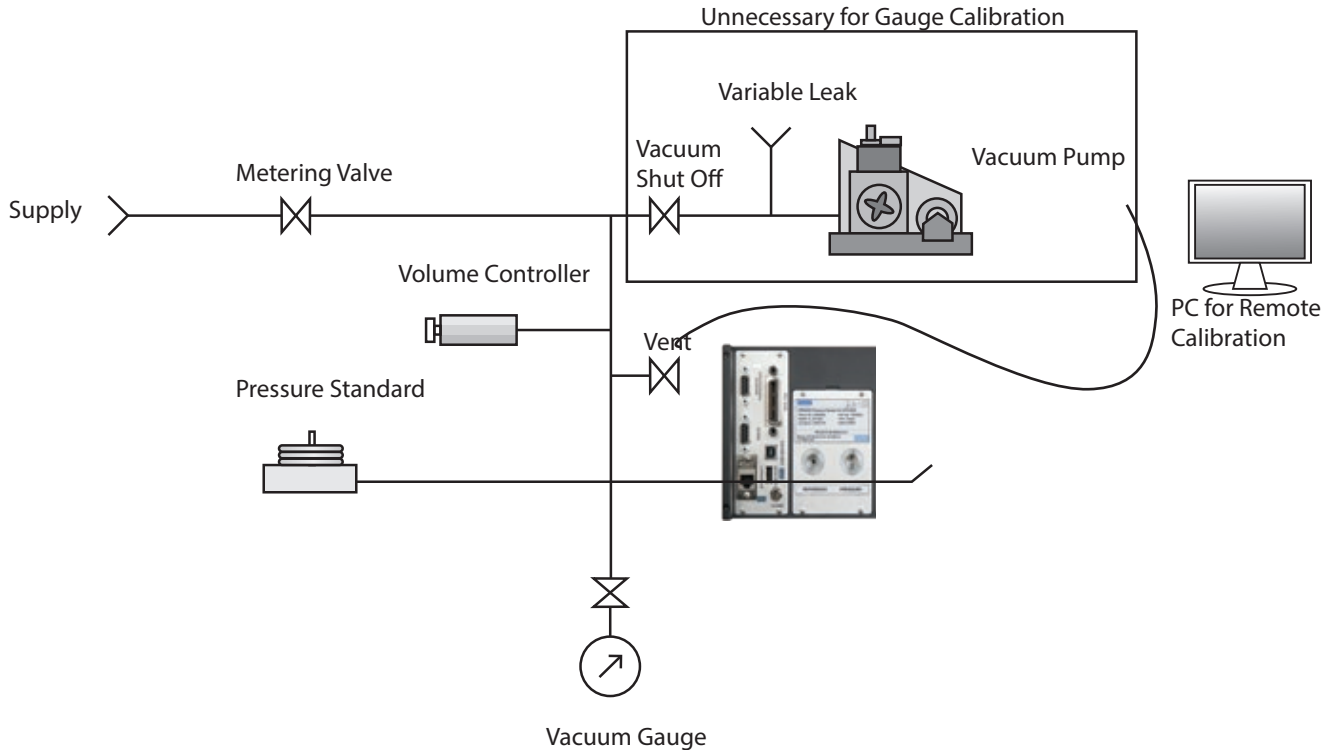 Unnecessary for Gauge Calibration
Variable Leak
Vacuum
Shut Off
Vacuum Pump
Metering Valve
Supply
Volume Controller
Vent
PC for Remote
Calibration
Pressure Standard
Vacuum Gauge